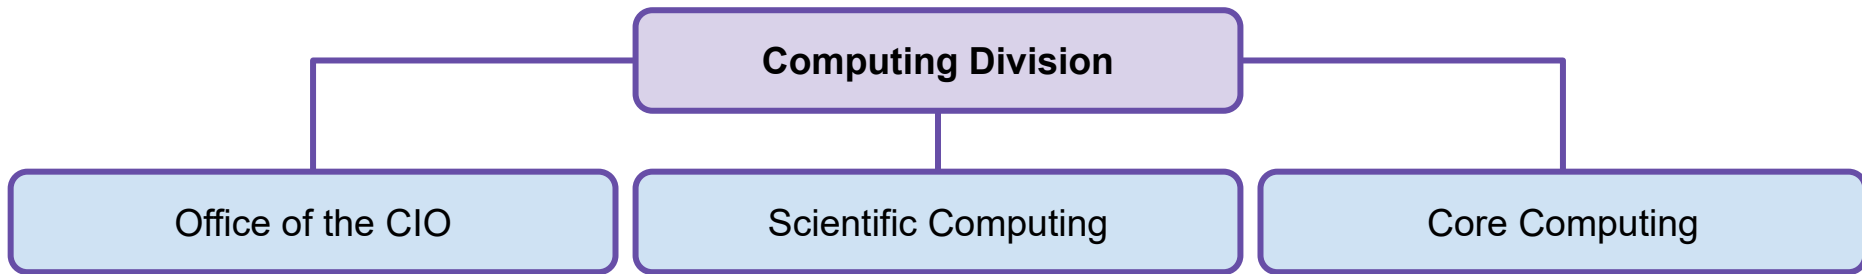 Computing Division
Office of the CIO
Scientific Computing
Core Computing